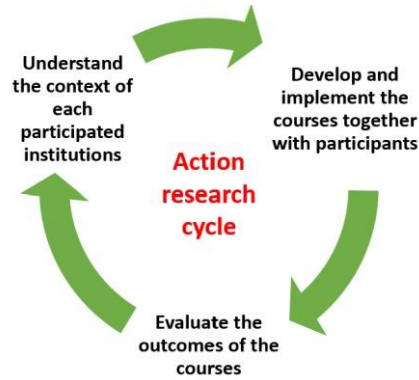 Understand
the context of
each
participated
institutions
Develop and
implement the
courses together
with participants
Action
research
cycle
Evaluate the
outcomes of the
courses